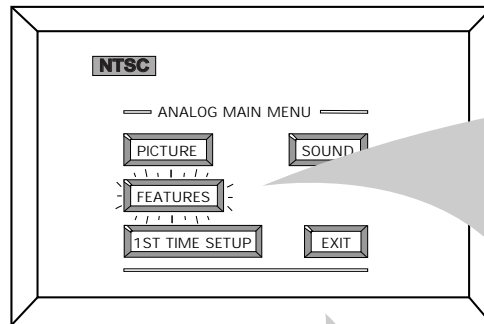 NTSC
ANALOG MAIN MENU
PICTURE SOUND
FEATURES
1ST TIME SETUP EXIT